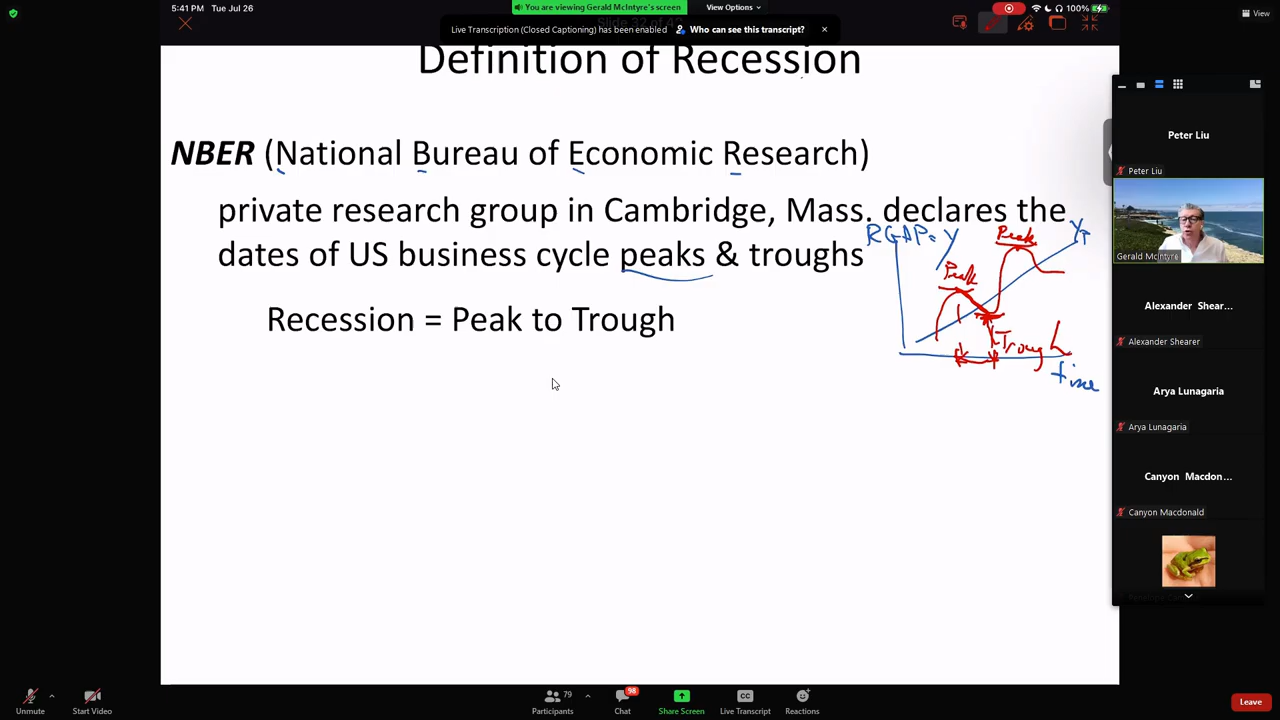 5:41 PM Tue Jul 26
You are viewing Gerald McIntyre's screen
View Options
100%
View
Live Transcription (Closed Captioning) has been enabled
Who can see this transcript?
Definition of Recession
NBER (National Bureau of Economic Research)
private research group in Cambridge, Mass. declares the
dates of US business cycle peaks & troughs
Recession = Peak to Trough
Y
Peak
Peak
YT
Trough
time
Peter Liu
Peter Liu
Gerald McIntyre
Alexander Shear...
Alexander Shearer
Arya Lunagaria
Arya Lunagaria
Canyon Macdon...
Canyon Macdonald
Unmute
Start Video
79
Participants
98
Chat
Share Screen
CC
Live Transcript
Reactions
Leave